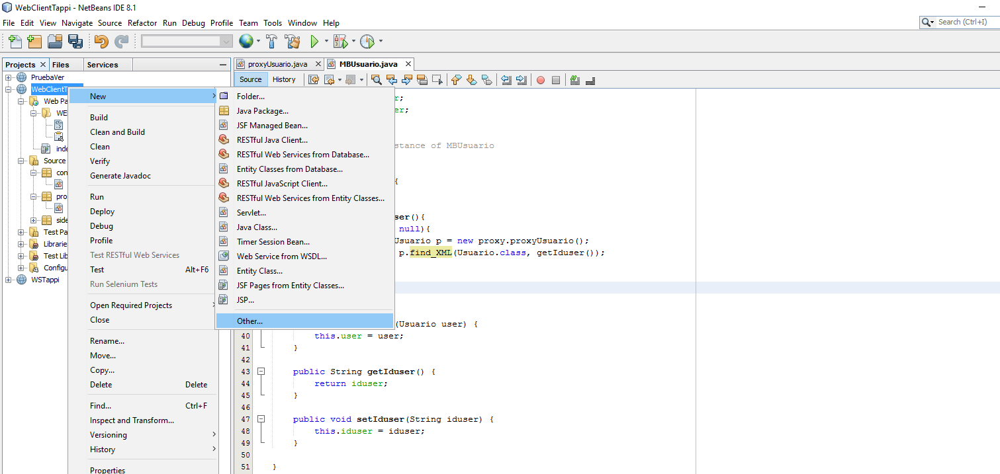 WebClientTappi - NetBeans IDE 8.1
File Edit View Navigate Source Refactor Run Debug Profile Team Tools Window Help
Search (Ctrl+I)
Projects Files Services
proxyUsuario.java MBUsuario.java
Source History
PruebaVer
WebClientT
Web Pa
WE
inde
Source
con
pro
side
Test Pa
Librarie
Test Lib
Configu
WSTappi
New
Build
Clean and Build
Clean
Verify
Generate Javadoc
Run
Deploy
Debug
Profile
Test RESTful Web Services
Test Alt+F6
Run Selenium Tests
Open Required Projects
Close
Rename...
Move...
Copy...
Delete Delete
Find... Ctrl+F
Inspect and Transform...
Versioning
History
Properties
Folder...
Java Package...
JSF Managed Bean...
RESTful Java Client...
RESTful Web Services from Database...
Entity Classes from Database...
RESTful JavaScript Client...
RESTful Web Services from Entity Classes...
Servlet...
Java Class...
Timer Session Bean...
Web Service from WSDL...
Entity Class...
JSF Pages from Entity Classes...
JSP...
Other...
r;
er;
stance of MBUsuario
{
ser(){
null){
Usuario p = new proxy.proxyUsuario();
p.find_XML(Usuario.class, getIduser());
(Usuario user) {
40 this.user = user;
41 }
42
43 public String getIduser() {
44 return iduser;
45 }
46
47 public void setIduser(String iduser) {
48 this.iduser = iduser;
49 }
50
51 }